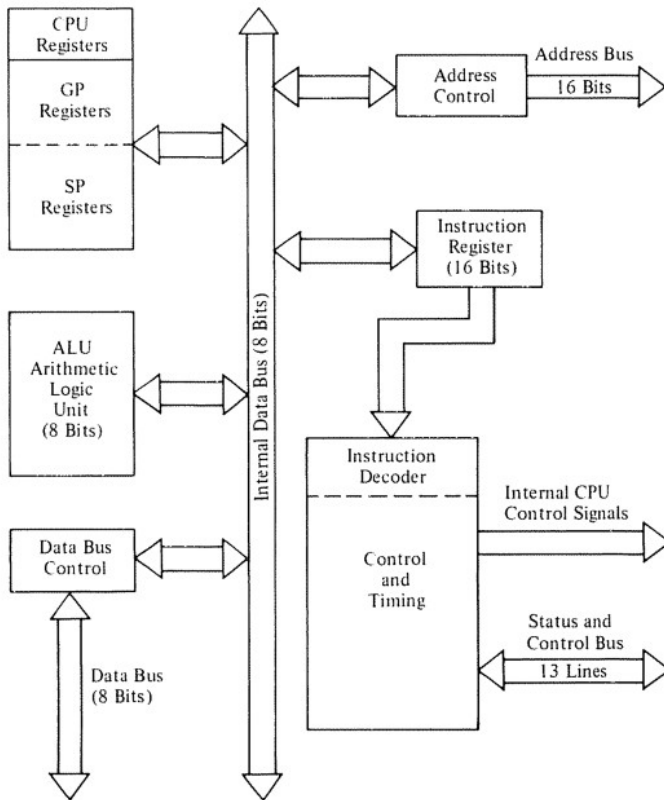 CPU
Registers
GP
Registers
SP
Registers
ALU
Arithmetic
Logic
Unit
(8 Bits)
Data Bus
Control
Data Bus
(8 Bits)
Internal Data Bus (8 Bits)
Address
Control
Address Bus
16 Bits
Instruction
Register
(16 Bits)
Instruction
Decoder
Control
and
Timing
Internal CPU
Control Signals
Status and
Control Bus
13 Lines